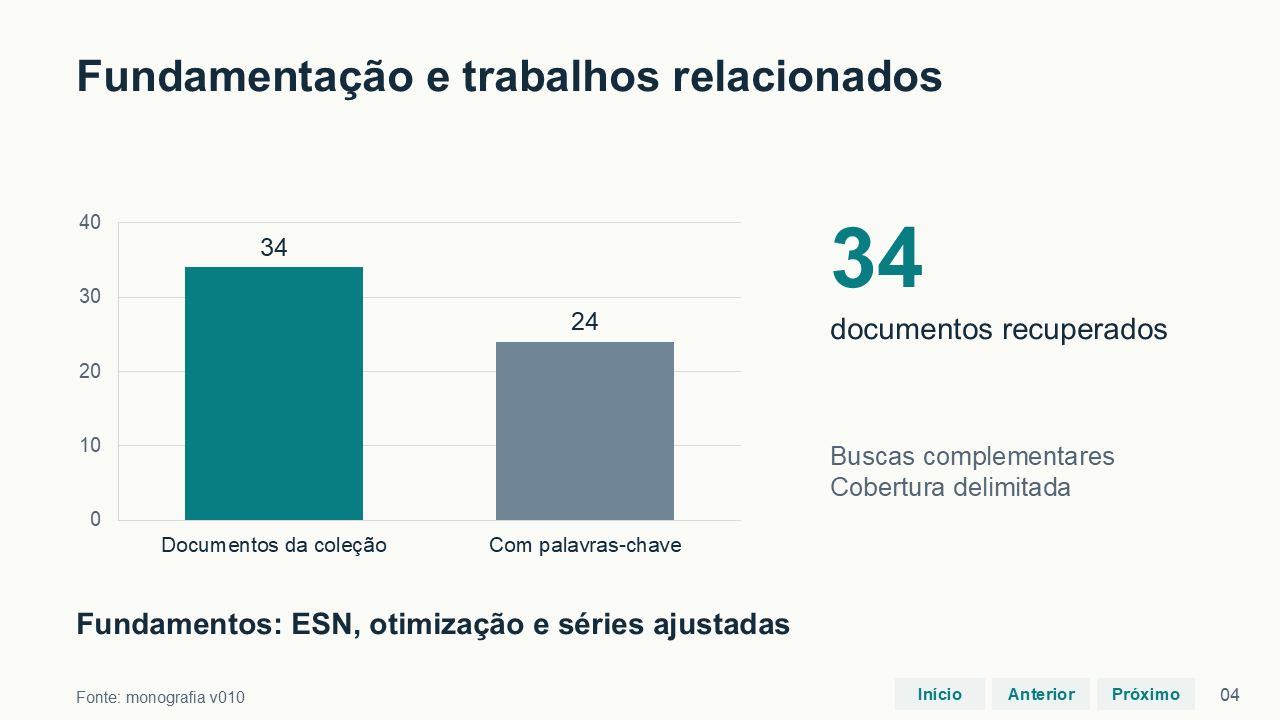 Fundamentação e trabalhos relacionados
40
30
20
10
0
34
24
Documentos da coleção
Com palavras-chave
34
documentos recuperados
Buscas complementares
Cobertura delimitada
Fundamentos: ESN, otimização e séries ajustadas
Fonte: monografia v010
Início
Anterior
Próximo
04